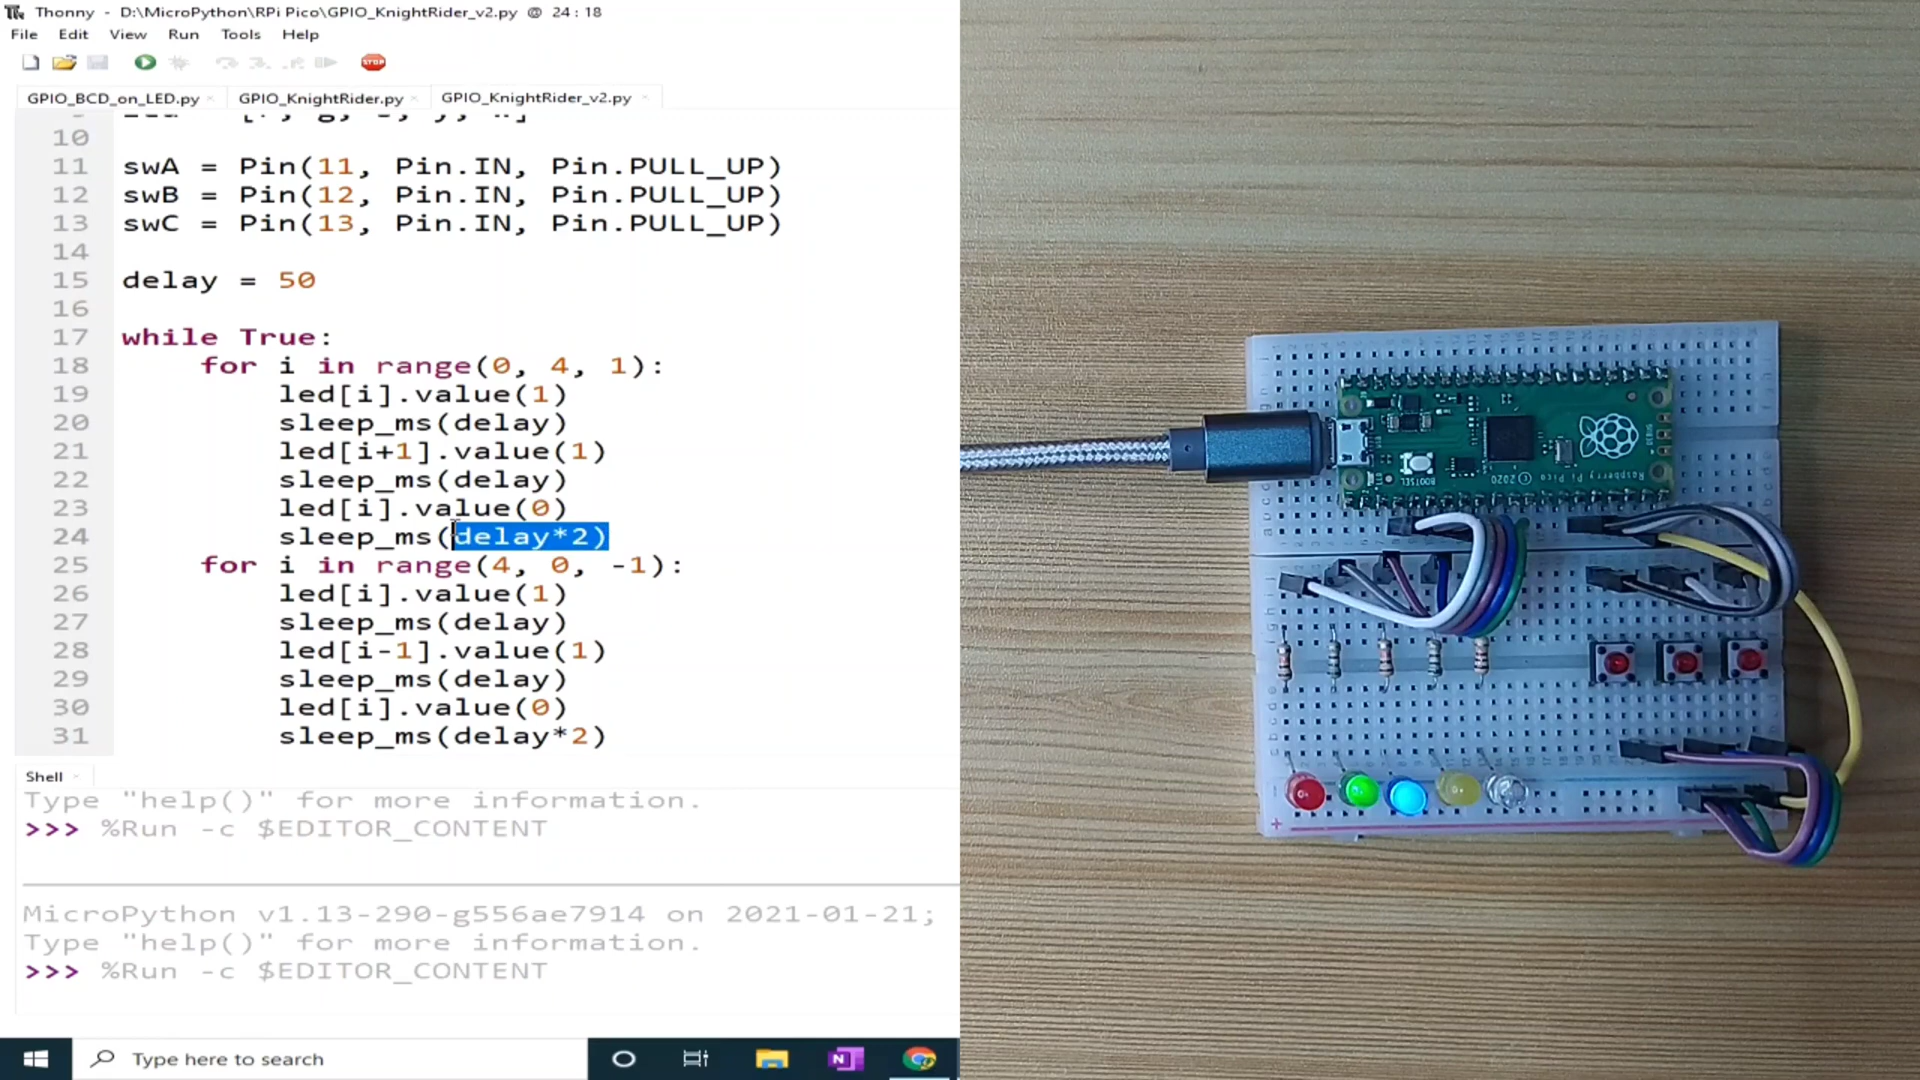 Thonny - D:\MicroPython\RPi Pico\GPIO_KnightRider_v2.py @ 24 : 18
File Edit View Run Tools Help
STOP
GPIO_BCD_on_LED.py GPIO_KnightRider.py GPIO_KnightRider_v2.py
10
11 swA = Pin(11, Pin.IN, Pin.PULL_UP)
12 swB = Pin(12, Pin.IN, Pin.PULL_UP)
13 swC = Pin(13, Pin.IN, Pin.PULL_UP)
14
15 delay = 50
16
17 while True:
18 for i in range(0, 4, 1):
19 led[i].value(1)
20 sleep_ms(delay)
21 led[i+1].value(1)
22 sleep_ms(delay)
23 led[i].value(0)
24 sleep_ms(delay*2)
25 for i in range(4, 0, -1):
26 led[i].value(1)
27 sleep_ms(delay)
28 led[i-1].value(1)
29 sleep_ms(delay)
30 led[i].value(0)
31 sleep_ms(delay*2)
Shell
Type "help()" for more information.
>>> %Run -c $EDITOR_CONTENT
MicroPython v1.13-290-g556ae7914 on 2021-01-21;
Type "help()" for more information.
>>> %Run -c $EDITOR_CONTENT
Type here to search
BOOTSEL
Raspberry Pi Pico © 2020
DEBUG